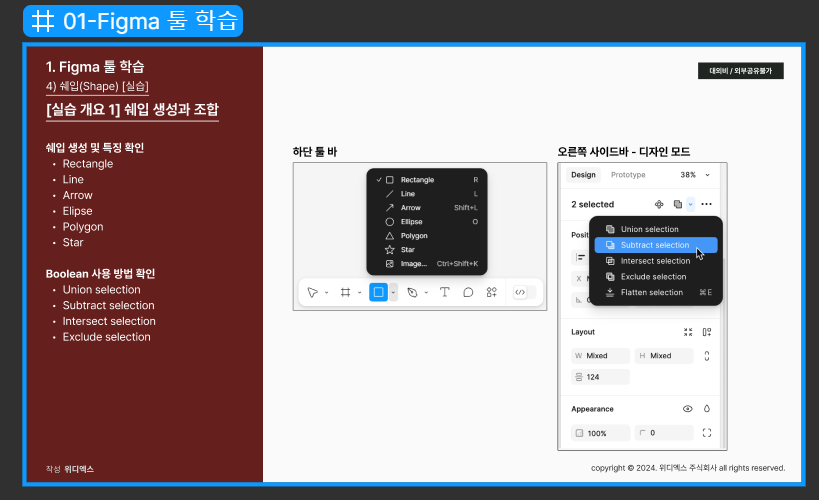 01-Figma 툴 학습
1. Figma 툴 학습
4) 쉐입(Shape) [실습]
[실습 개요 1] 쉐입 생성과 조합
쉐입 생성 및 특징 확인
• Rectangle
• Line
• Arrow
• Elipse
• Polygon
• Star
Boolean 사용 방법 확인
• Union selection
• Subtract selection
• Intersect selection
• Exclude selection
작성 위디엑스
대외비 / 외부공유불가
하단 툴 바
Rectangle R
Line L
Arrow Shift+L
Ellipse O
Polygon
Star
Image... Ctrl+Shift+K
오른쪽 사이드바 - 디자인 모드
Design Prototype 38%
2 selected
Posit
Union selection
Subtract selection
Intersect selection
Exclude selection
Flatten selection ⌘E
X
Layout
W Mixed H Mixed
124
Appearance
100% 0
copyright © 2024. 위디엑스 주식회사 all rights reserved.